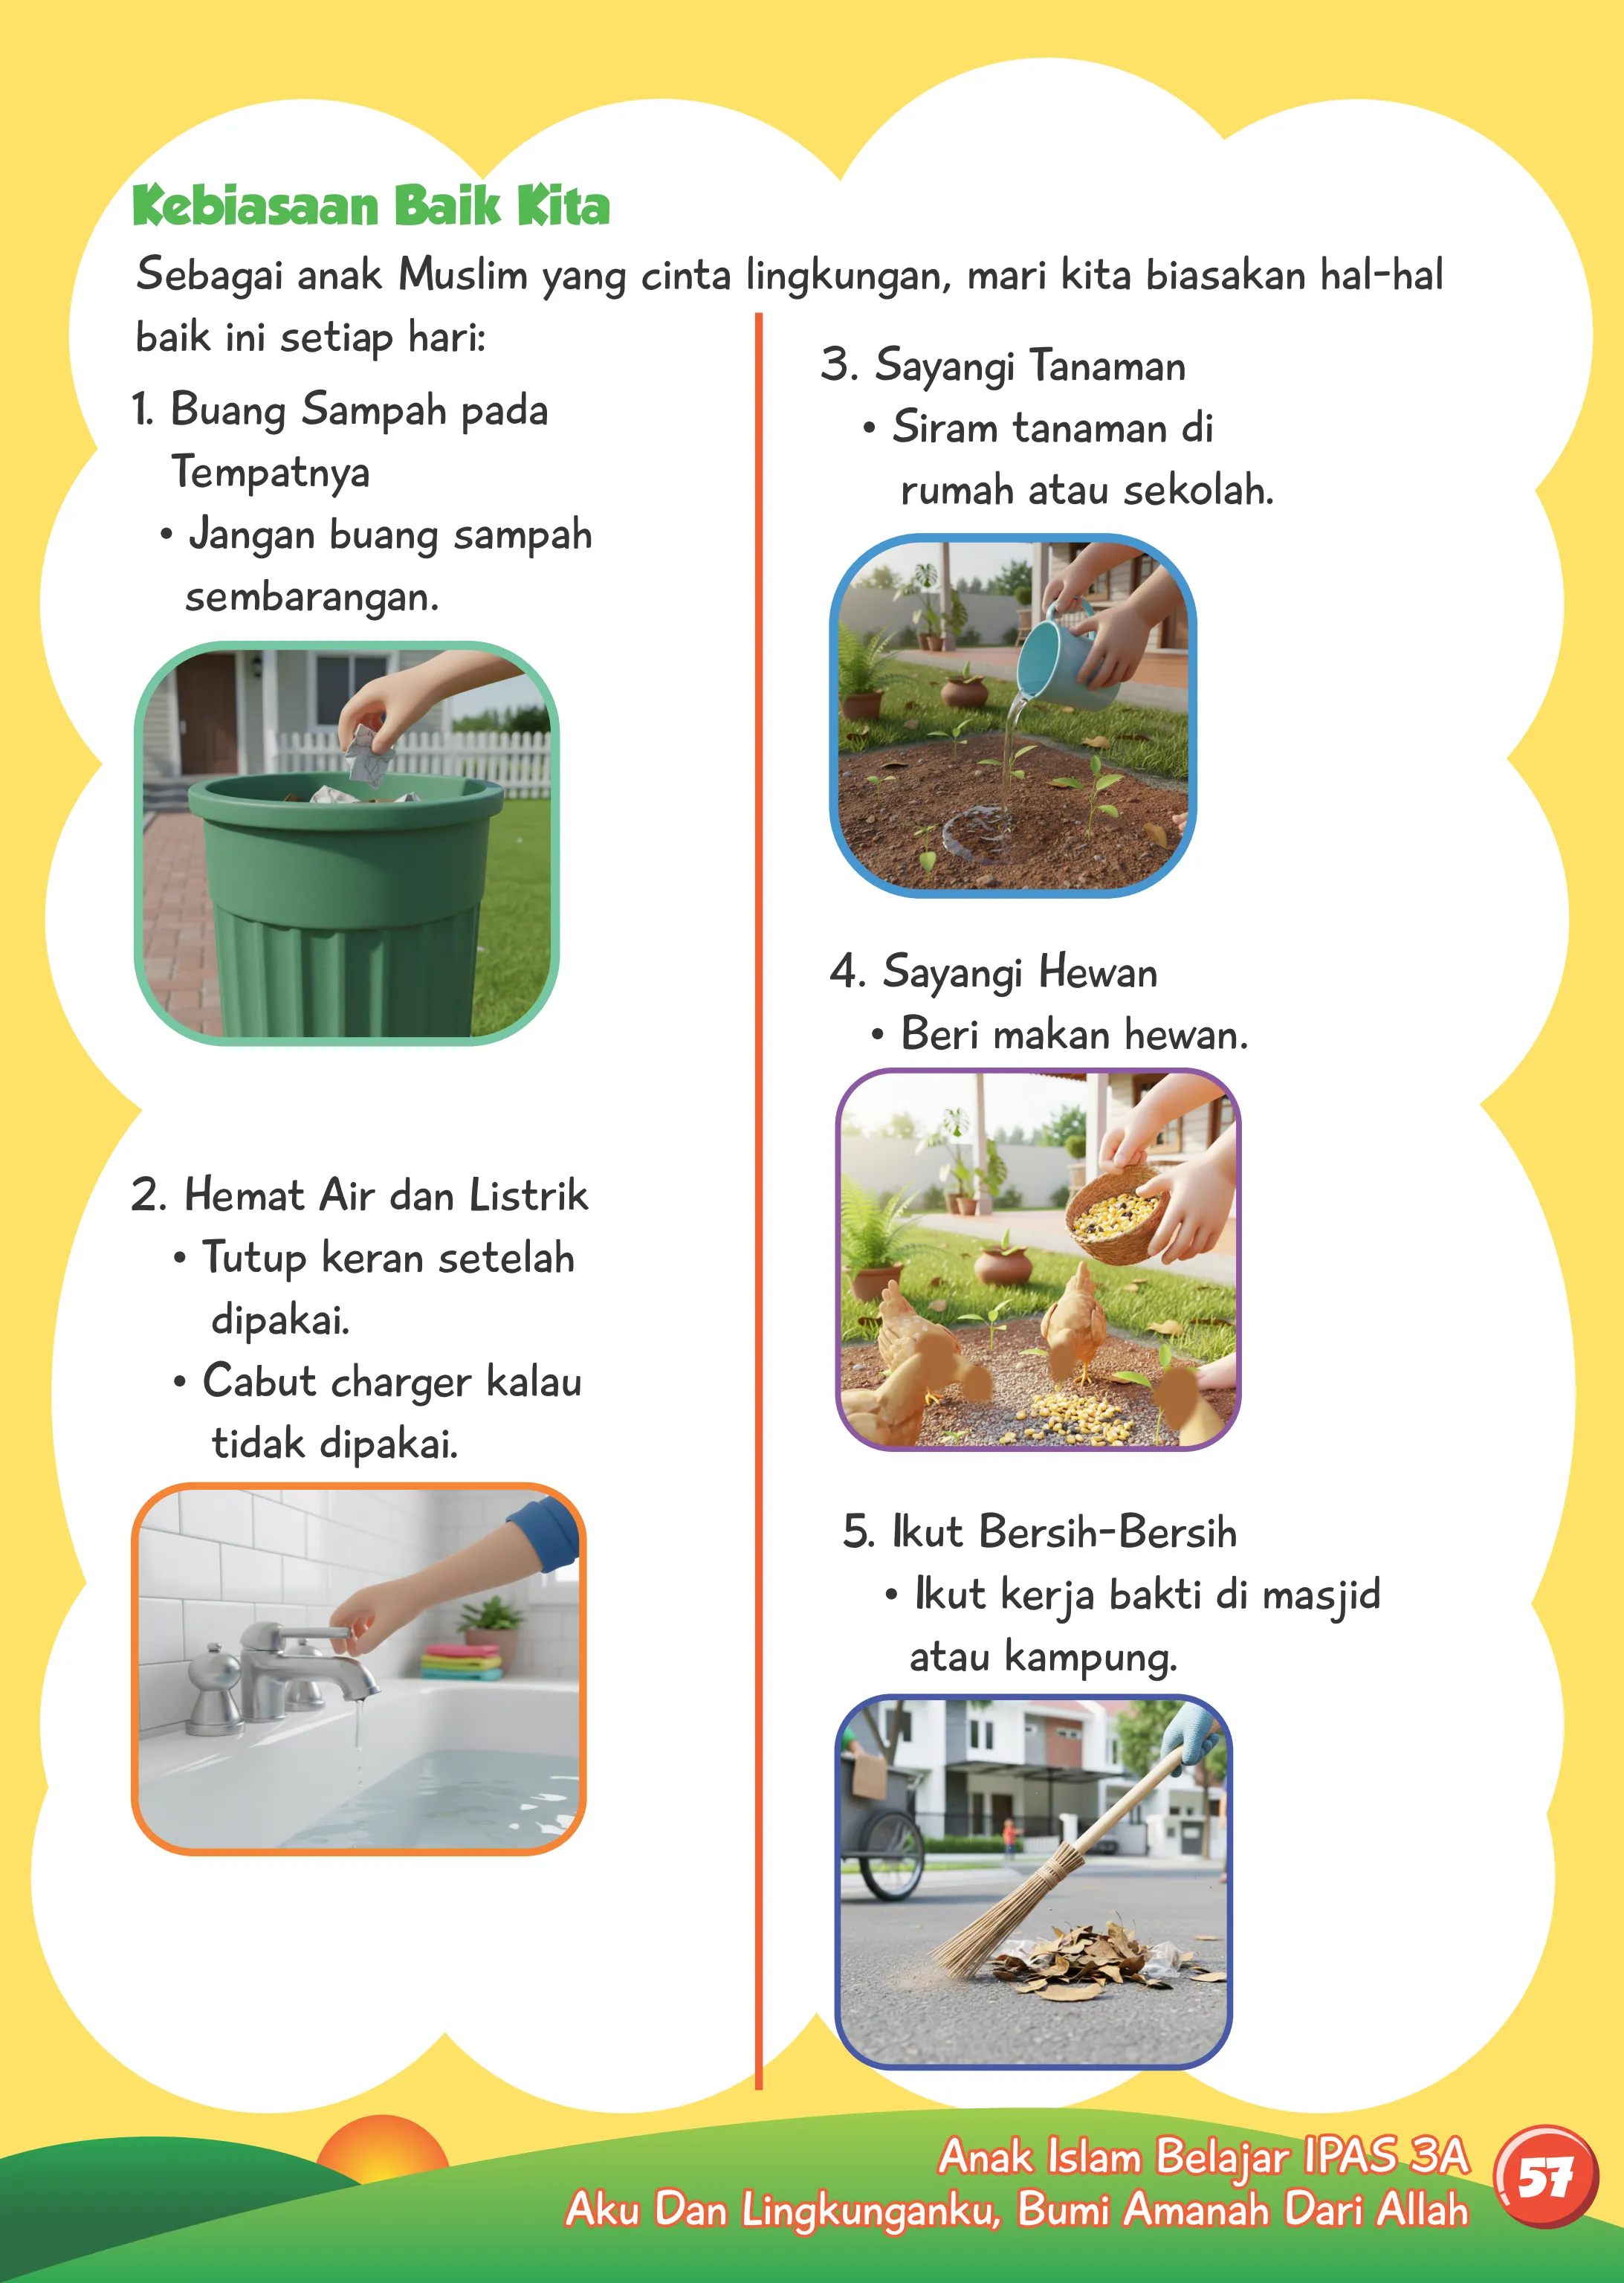 Kebiasaan Baik Kita
Sebagai anak Muslim yang cinta lingkungan, mari kita biasakan hal-hal
baik ini setiap hari:
1. Buang Sampah pada
Tempatnya
• Jangan buang sampah
sembarangan.
2. Hemat Air dan Listrik
• Tutup keran setelah
dipakai.
• Cabut charger kalau
tidak dipakai.
3. Sayangi Tanaman
• Siram tanaman di
rumah atau sekolah.
4. Sayangi Hewan
• Beri makan hewan.
5. Ikut Bersih-Bersih
• Ikut kerja bakti di masjid
atau kampung.
Anak Islam Belajar IPAS 3A
Aku Dan Lingkunganku, Bumi Amanah Dari Allah
57